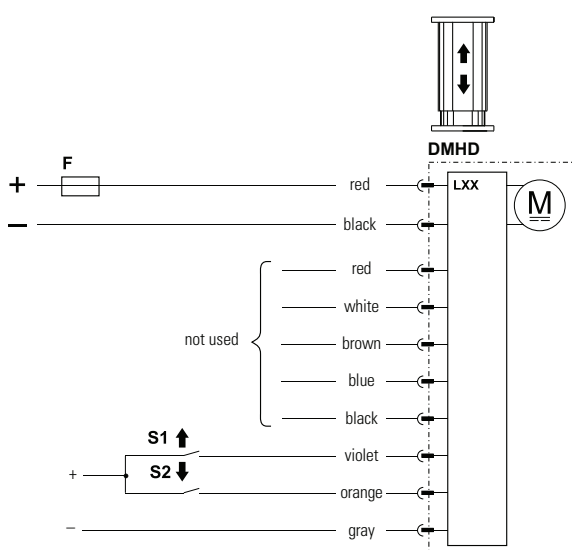 DMHD
F
+ red LXX
M
− black
red
white
not used brown
blue
black
S1 violet
+ S2
orange
− gray